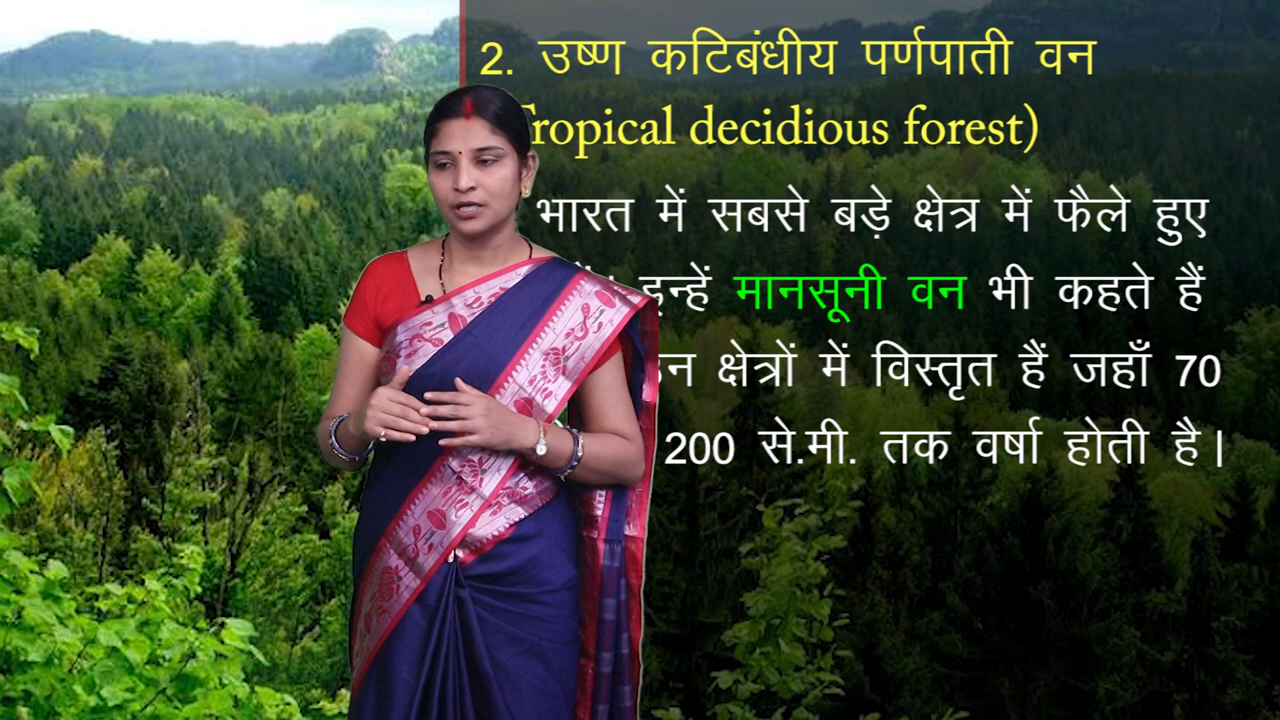 2. उष्ण कटिबंधीय पर्णपाती वन
Tropical decidious forest)
भारत में सबसे बड़े क्षेत्र में फैले हुए
इन्हें मानसूनी वन भी कहते हैं
क्षेत्रों में विस्तृत हैं जहाँ 70
200 से.मी. तक वर्षा होती है।